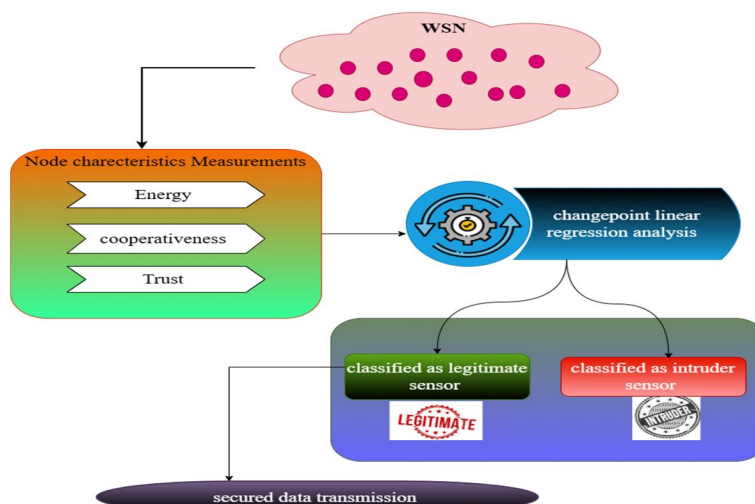 WSN
Node charecteristics Measurements
Energy
cooperativeness
Trust
changepoint linear
regression analysis
classified as legitimate
sensor
classified as intruder
sensor
LEGITIMATE
INTRUDER
secured data transmission